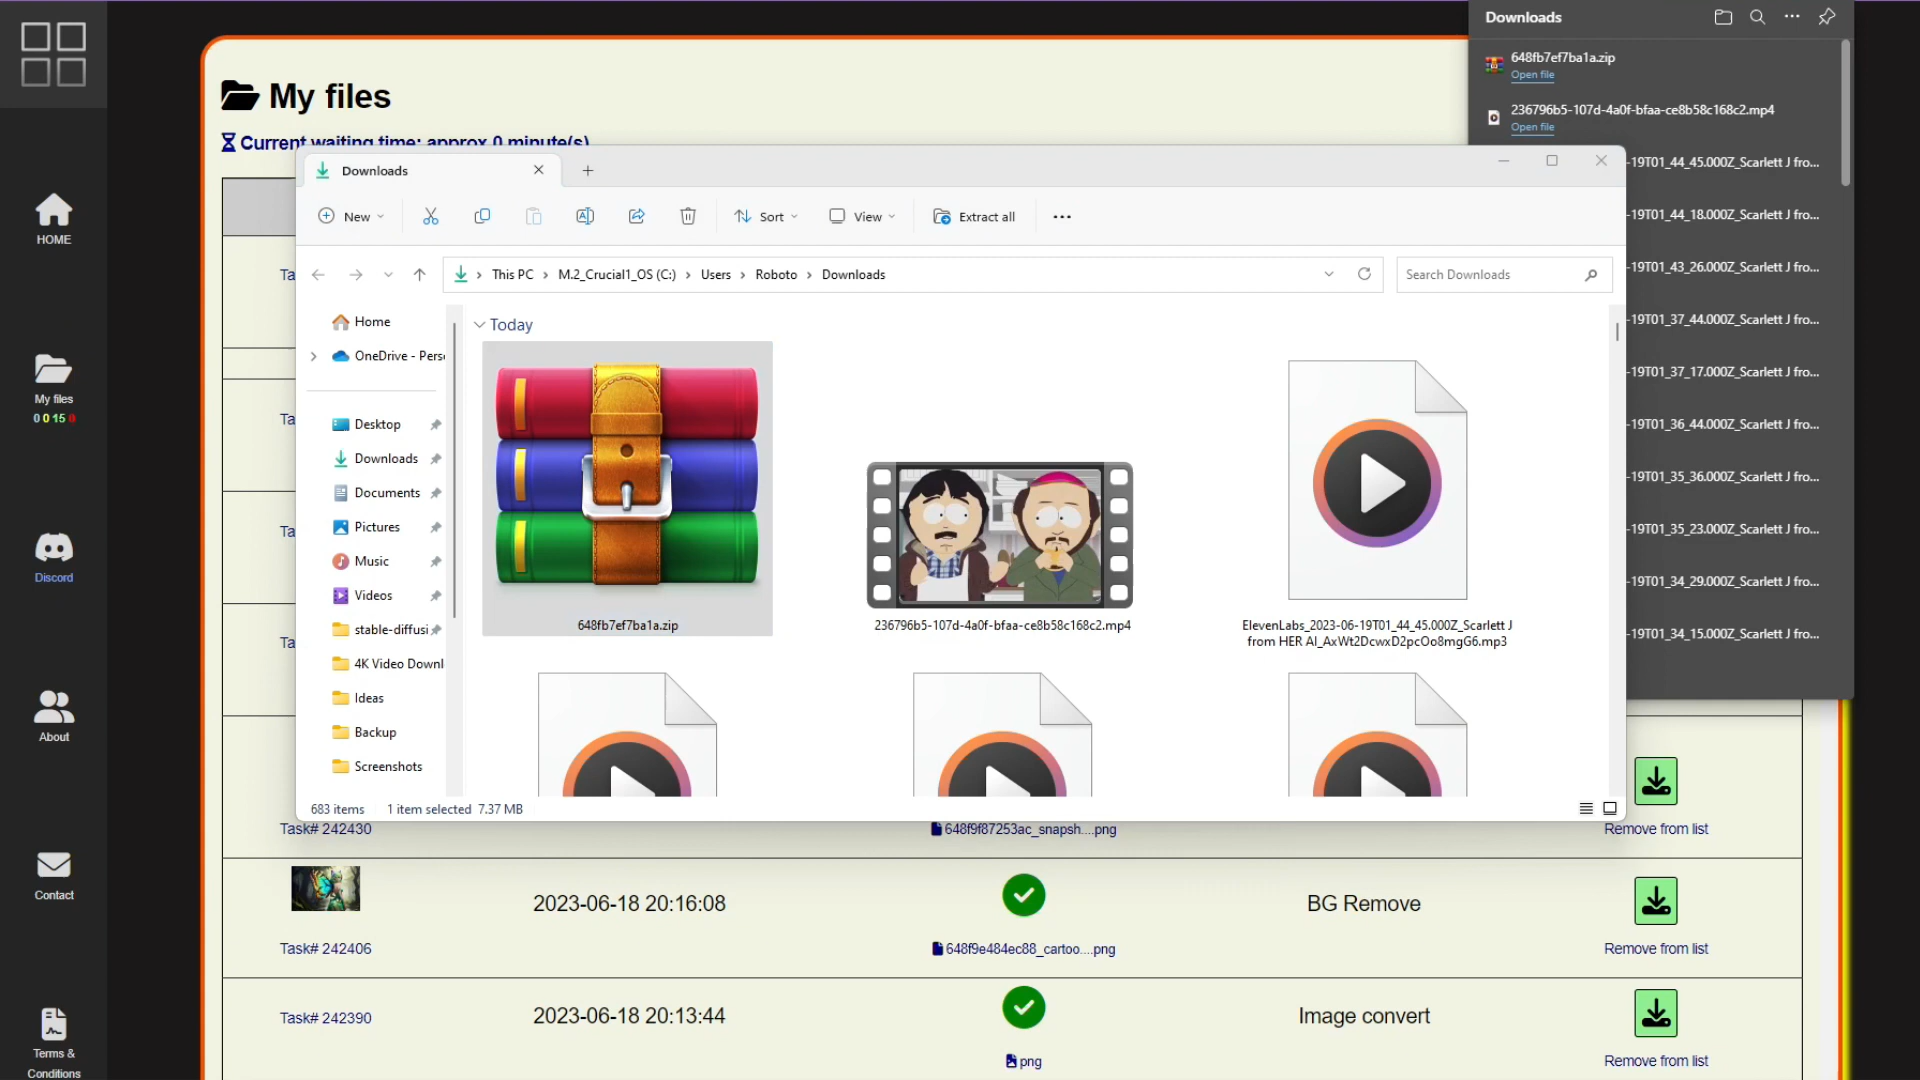 HOME
My files
0 0 15 0
Discord
About
Contact
Terms &
Conditions
My files
Current waiting time: approx 0 minute(s)
Downloads
648fb7ef7ba1a.zip
Open file
236796b5-107d-4a0f-bfaa-ce8b58c168c2.mp4
Open file
-19T01_44_45.000Z_Scarlett J fro...
-19T01_44_18.000Z_Scarlett J fro...
-19T01_43_26.000Z_Scarlett J fro...
-19T01_37_44.000Z_Scarlett J fro...
-19T01_37_17.000Z_Scarlett J fro...
-19T01_36_44.000Z_Scarlett J fro...
-19T01_35_36.000Z_Scarlett J fro...
-19T01_35_23.000Z_Scarlett J fro...
-19T01_34_29.000Z_Scarlett J fro...
-19T01_34_15.000Z_Scarlett J fro...
Downloads
New
Sort
View
Extract all
This PC › M.2_Crucial1_OS (C:) › Users › Roboto › Downloads
Search Downloads
Home
OneDrive - Pers
Desktop
Downloads
Documents
Pictures
Music
Videos
stable-diffusi
4K Video Downl
Ideas
Backup
Screenshots
Today
648fb7ef7ba1a.zip
236796b5-107d-4a0f-bfaa-ce8b58c168c2.mp4
ElevenLabs_2023-06-19T01_44_45.000Z_Scarlett J
from HER AI_AxWt2DcwxD2pcOo8mgG6.mp3
683 items
1 item selected 7.37 MB
Ta
Ta
Ta
Ta
Task# 242430
648f9f87253ac_snapsh....png
Remove from list
2023-06-18 20:16:08
BG Remove
Task# 242406
648f9e484ec88_cartoo....png
Remove from list
Task# 242390
2023-06-18 20:13:44
Image convert
png
Remove from list